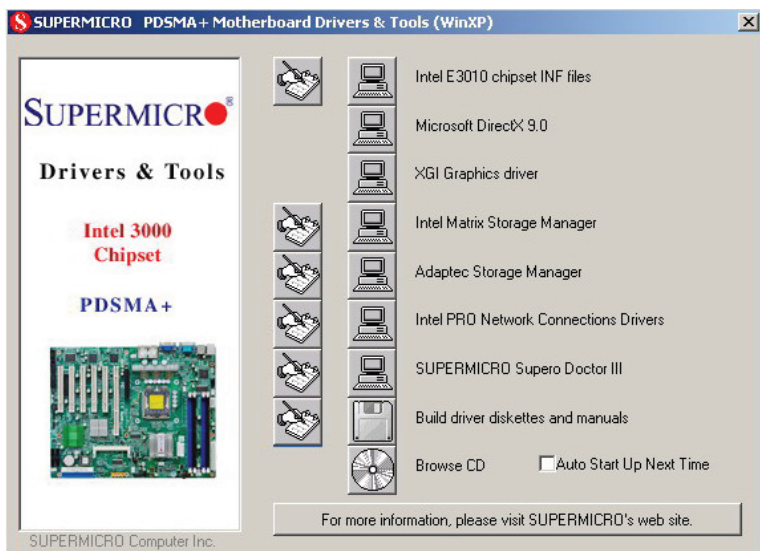 SUPERMICRO PDSMA+ Motherboard Drivers & Tools (WinXP)
SUPERMICRO®
Drivers & Tools
Intel 3000
Chipset
PDSMA+
SUPERMICRO Computer Inc.
Intel E3010 chipset INF files
Microsoft DirectX 9.0
XGI Graphics driver
Intel Matrix Storage Manager
Adaptec Storage Manager
Intel PRO Network Connections Drivers
SUPERMICRO Supero Doctor III
Build driver diskettes and manuals
Browse CD
Auto Start Up Next Time
For more information, please visit SUPERMICRO's web site.